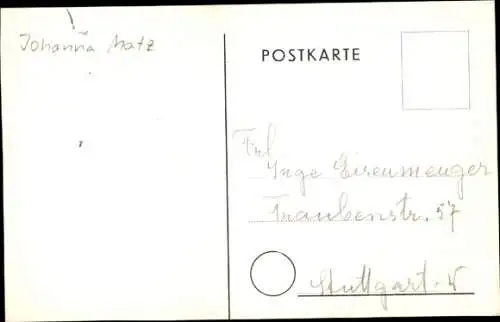 Johanna Matz
POSTKARTE
Frl
Inge Eisenmenger
Traubenstr. 57
Stuttgart-N